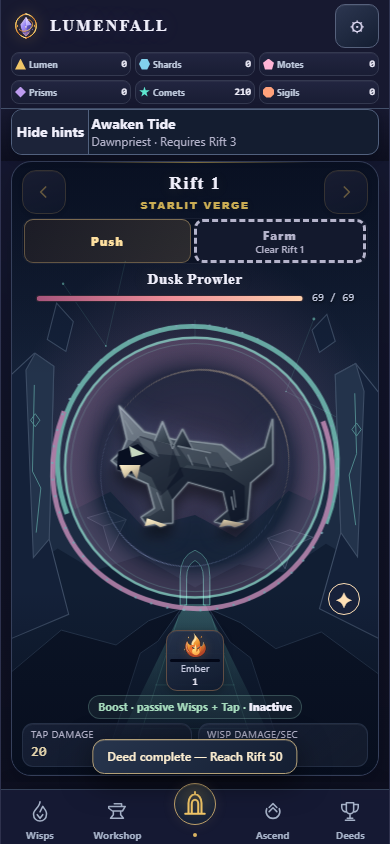 LUMENFALL
Lumen 0
Shards 0
Motes 0
Prisms 0
Comets 210
Sigils 0
Hide hints
Awaken Tide
Dawnpriest · Requires Rift 3
Rift 1
STARLIT VERGE
Push
Farm
Clear Rift 1
Dusk Prowler
69 / 69
Ember
1
Boost · passive Wisps + Tap · Inactive
TAP DAMAGE
20
WISP DAMAGE/SEC
Deed complete — Reach Rift 50
Wisps
Workshop
Ascend
Deeds